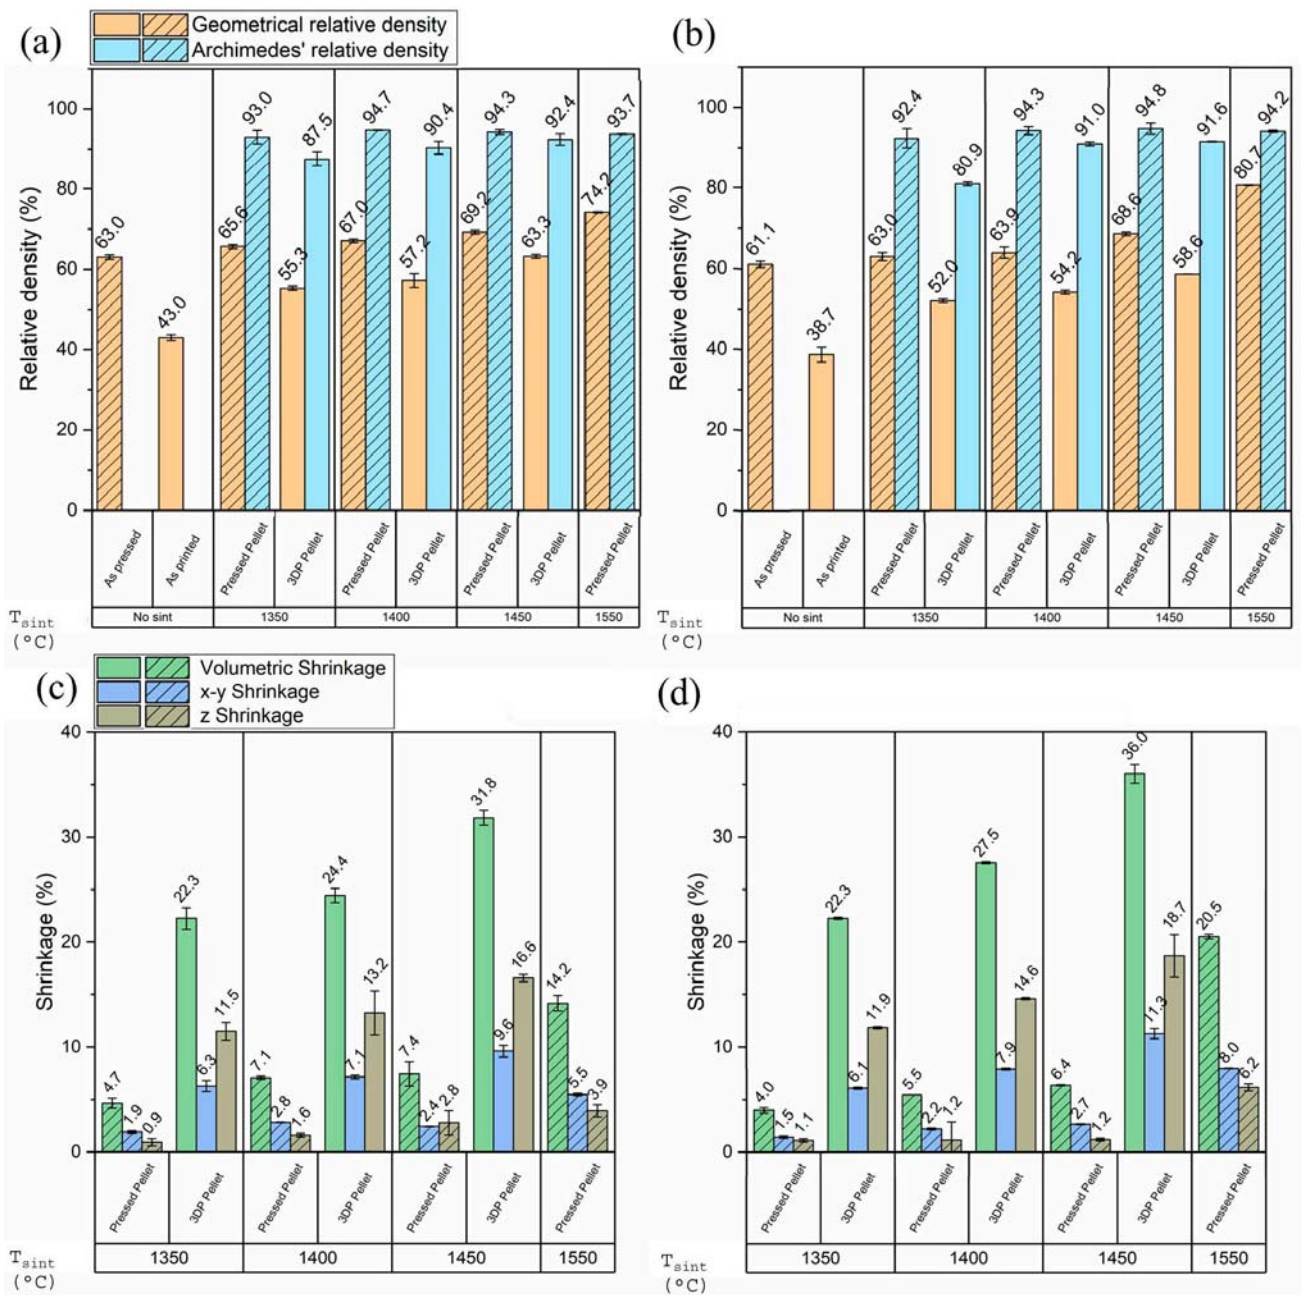 (a)
Geometrical relative density
Archimedes' relative density
Relative density (%)
100
80
60
40
20
0
63.0
43.0
65.6
93.0
55.3
87.5
67.0
94.7
57.2
90.4
69.2
94.3
63.3
92.4
74.2
93.7
As pressed
As printed
Pressed Pellet
3DP Pellet
Pressed Pellet
3DP Pellet
Pressed Pellet
3DP Pellet
Pressed Pellet
Tsint
(°C)
No sint
1350
1400
1450
1550
(b)
Relative density (%)
100
80
60
40
20
0
61.1
38.7
63.0
92.4
52.0
80.9
63.9
94.3
54.2
91.0
68.6
94.8
58.6
91.6
80.7
94.2
As pressed
As printed
Pressed Pellet
3DP Pellet
Pressed Pellet
3DP Pellet
Pressed Pellet
3DP Pellet
Pressed Pellet
Tsint
(°C)
No sint
1350
1400
1450
1550
(c)
Volumetric Shrinkage
x-y Shrinkage
z Shrinkage
Shrinkage (%)
40
30
20
10
0
4.7
1.9
0.9
22.3
6.3
11.5
7.1
2.8
1.6
24.4
7.1
13.2
7.4
2.4
2.8
31.8
9.6
16.6
14.2
5.5
3.9
Pressed Pellet
3DP Pellet
Pressed Pellet
3DP Pellet
Pressed Pellet
3DP Pellet
Pressed Pellet
Tsint
(°C)
1350
1400
1450
1550
(d)
Shrinkage (%)
40
30
20
10
0
4.0
1.5
1.1
22.3
6.1
11.9
5.5
2.2
1.2
27.5
7.9
14.6
6.4
2.7
1.2
36.0
11.3
18.7
20.5
8.0
6.2
Pressed Pellet
3DP Pellet
Pressed Pellet
3DP Pellet
Pressed Pellet
3DP Pellet
Pressed Pellet
Tsint
(°C)
1350
1400
1450
1550